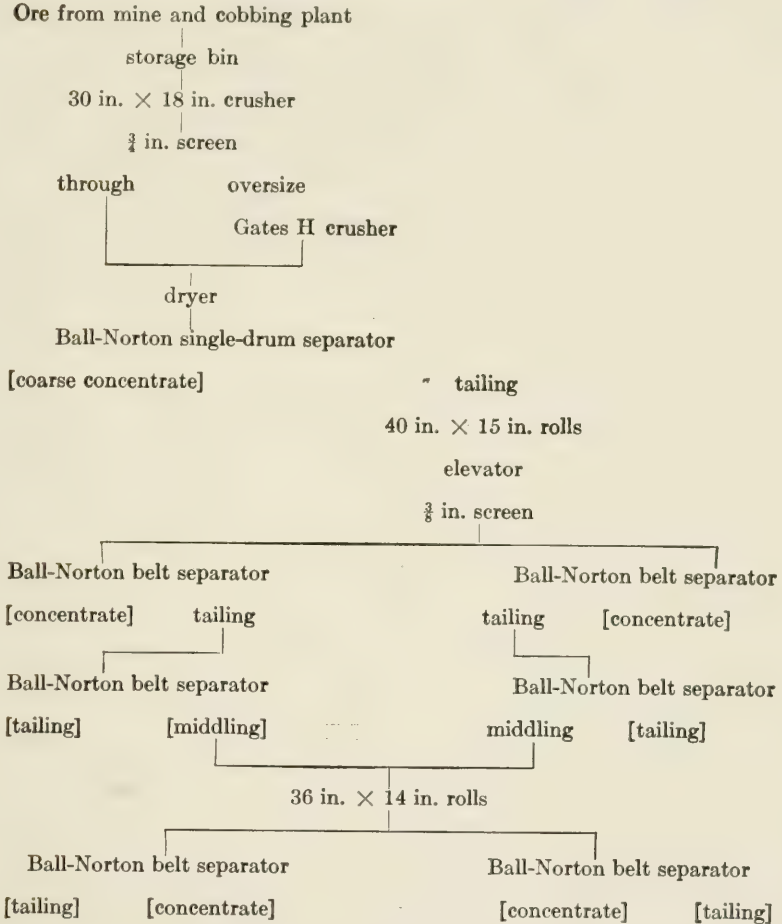 Ore from mine and cobbing plant
storage bin
30 in. × 18 in. crusher
¾ in. screen
through oversize
Gates H crusher
dryer
Ball-Norton single-drum separator
[coarse concentrate] tailing
40 in. × 15 in. rolls
elevator
⅜ in. screen
Ball-Norton belt separator Ball-Norton belt separator
[concentrate] tailing tailing [concentrate]
Ball-Norton belt separator Ball-Norton belt separator
[tailing] [middling] middling [tailing]
36 in. × 14 in. rolls
Ball-Norton belt separator Ball-Norton belt separator
[tailing] [concentrate] [concentrate] [tailing]